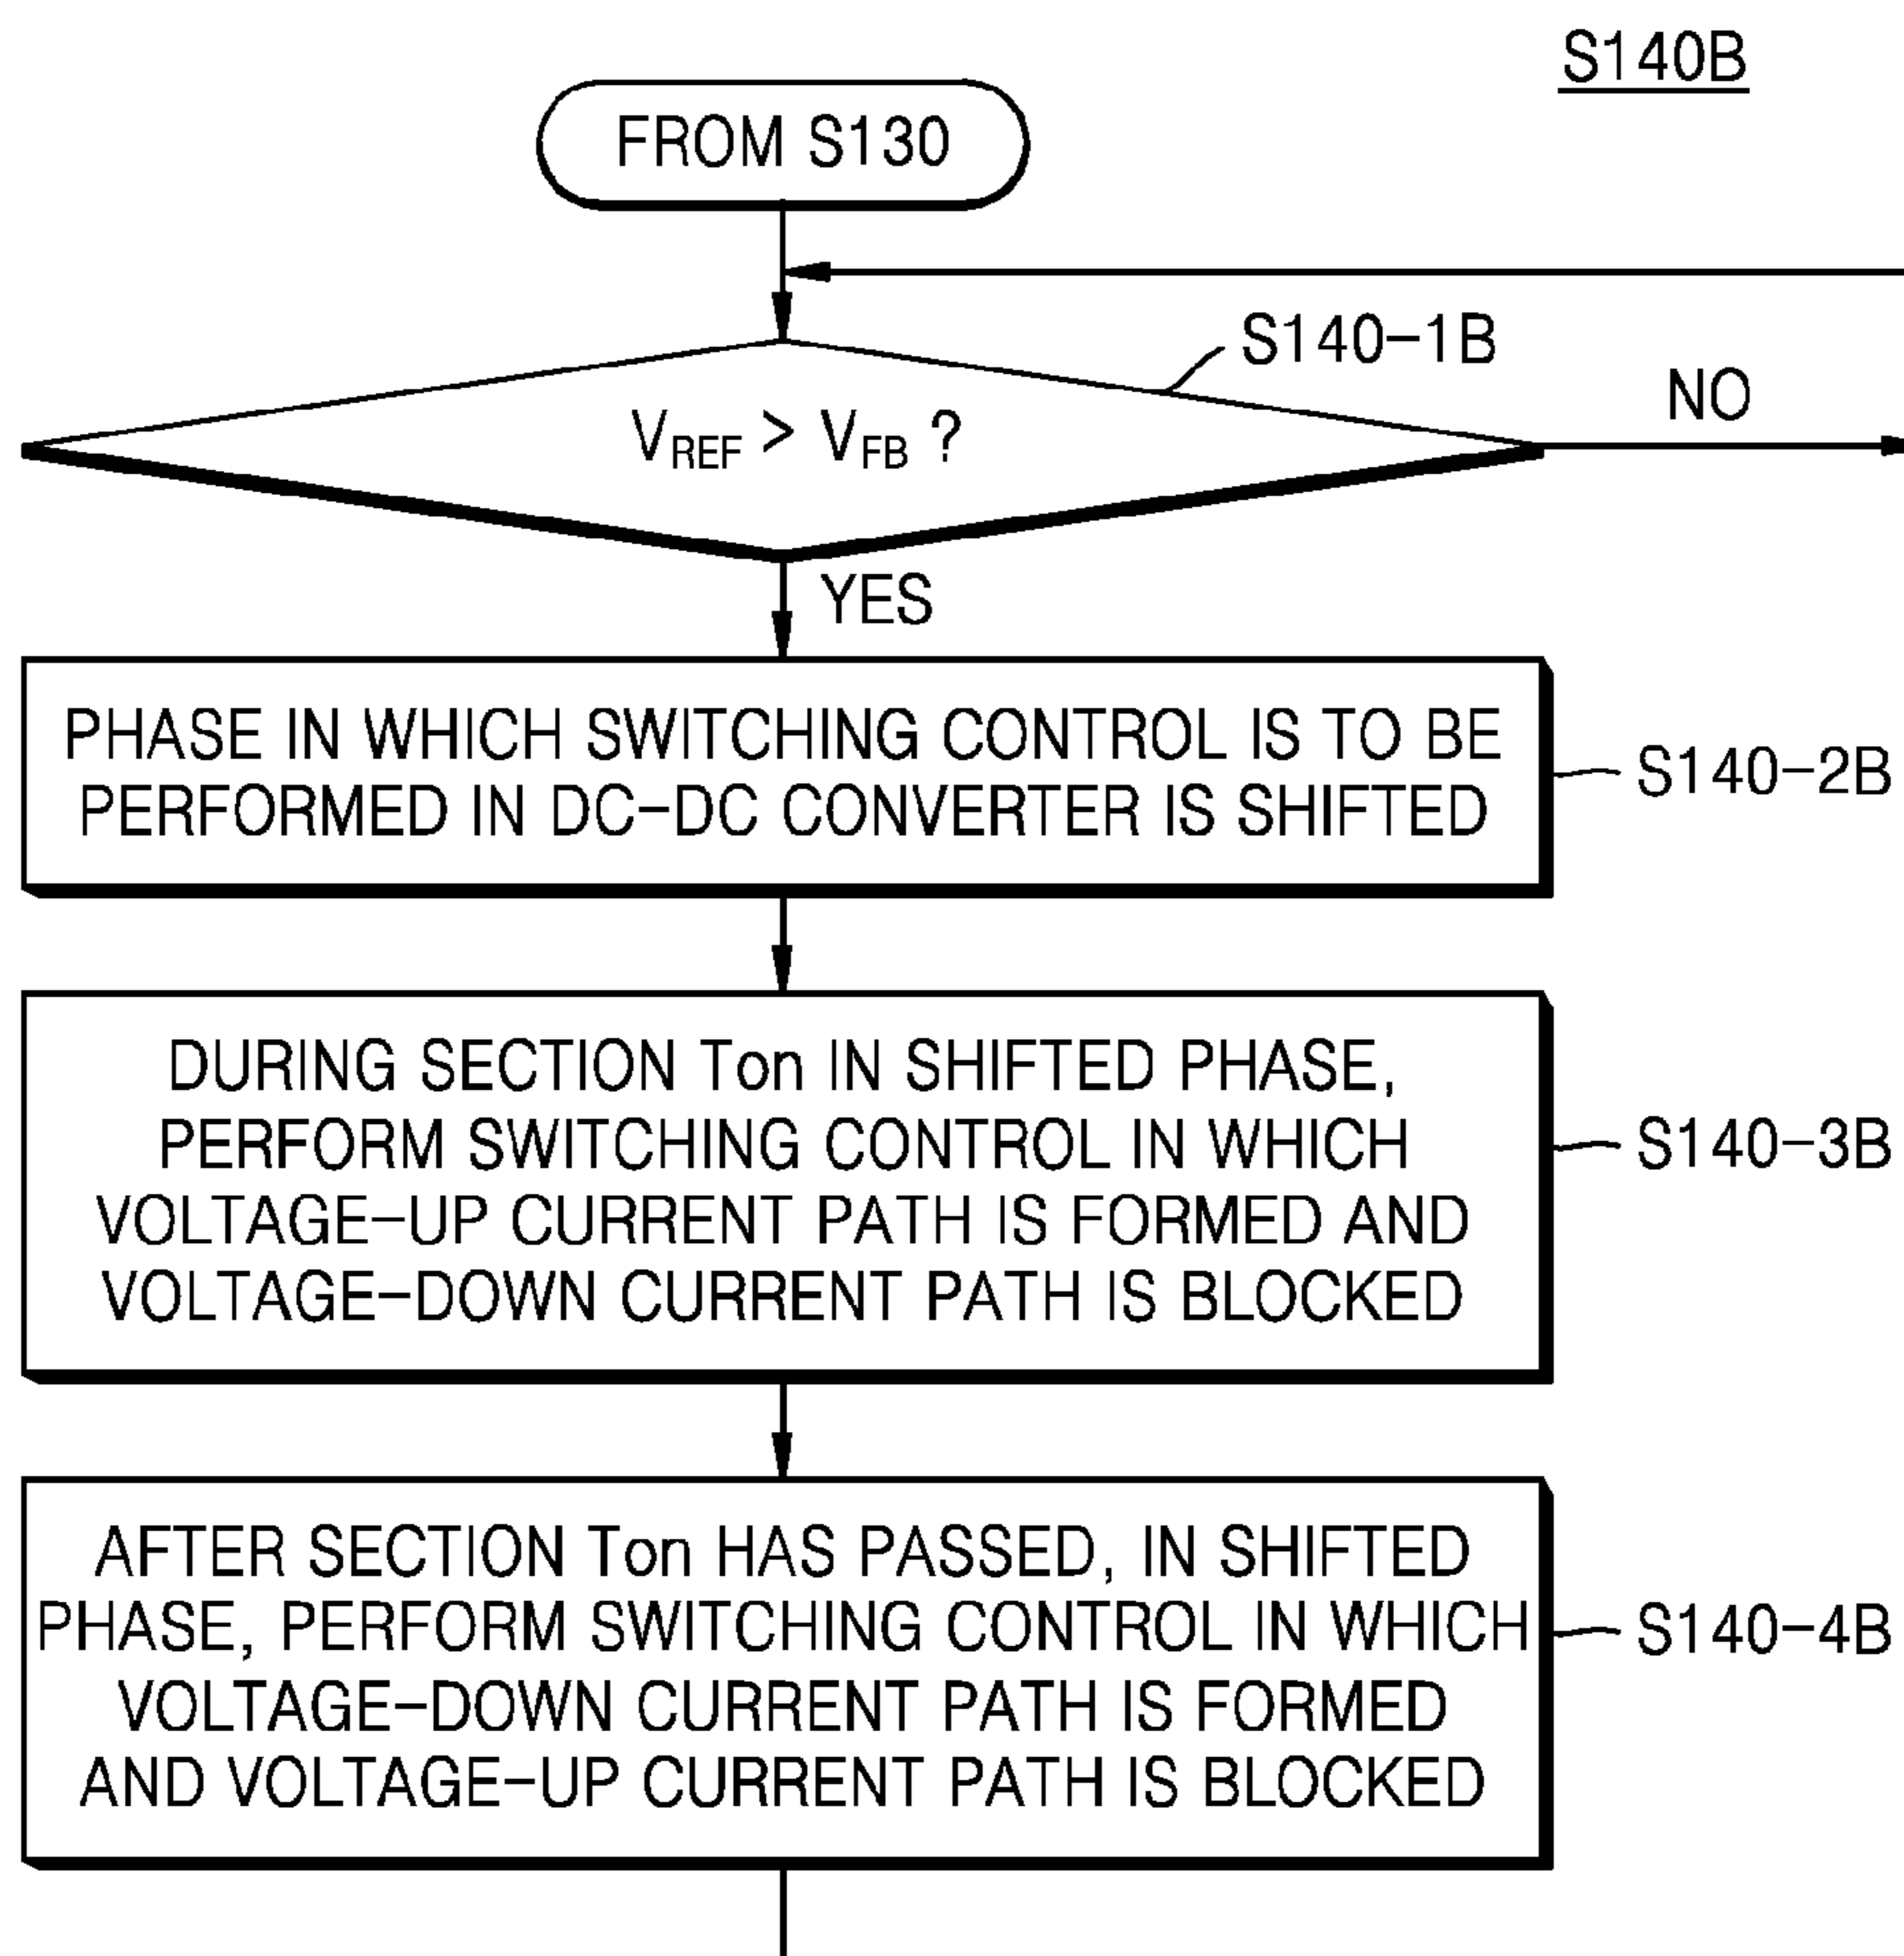 S140B
FROM S130
S140-1B
V_REF > V_FB ?
NO
YES
PHASE IN WHICH SWITCHING CONTROL IS TO BE
PERFORMED IN DC-DC CONVERTER IS SHIFTED
S140-2B
DURING SECTION Ton IN SHIFTED PHASE,
PERFORM SWITCHING CONTROL IN WHICH
VOLTAGE-UP CURRENT PATH IS FORMED AND
VOLTAGE-DOWN CURRENT PATH IS BLOCKED
S140-3B
AFTER SECTION Ton HAS PASSED, IN SHIFTED
PHASE, PERFORM SWITCHING CONTROL IN WHICH
VOLTAGE-DOWN CURRENT PATH IS FORMED
AND VOLTAGE-UP CURRENT PATH IS BLOCKED
S140-4B